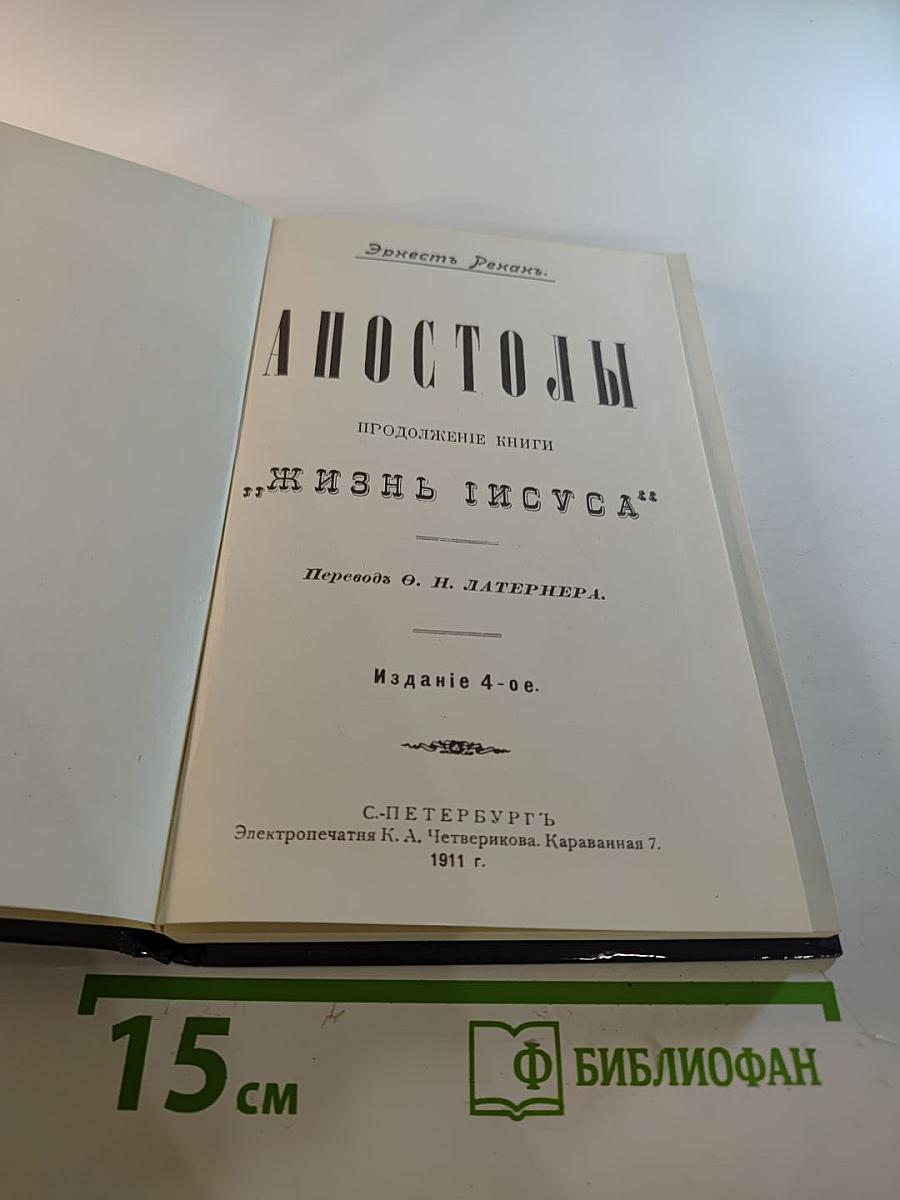 Эрнестъ Ренанъ.
АПОСТОЛЫ
ПРОДОЛЖЕНІЕ КНИГИ
„ЖИЗНЬ ІИСУСА“
Переводъ Ѳ. Н. ЛАТЕРНЕРА.
Изданіе 4-ое.
С.-ПЕТЕРБУРГЪ
Электропечатня К. А. Четверикова. Караванная 7.
1911 г.
15 см
Ф БИБЛИОФАН